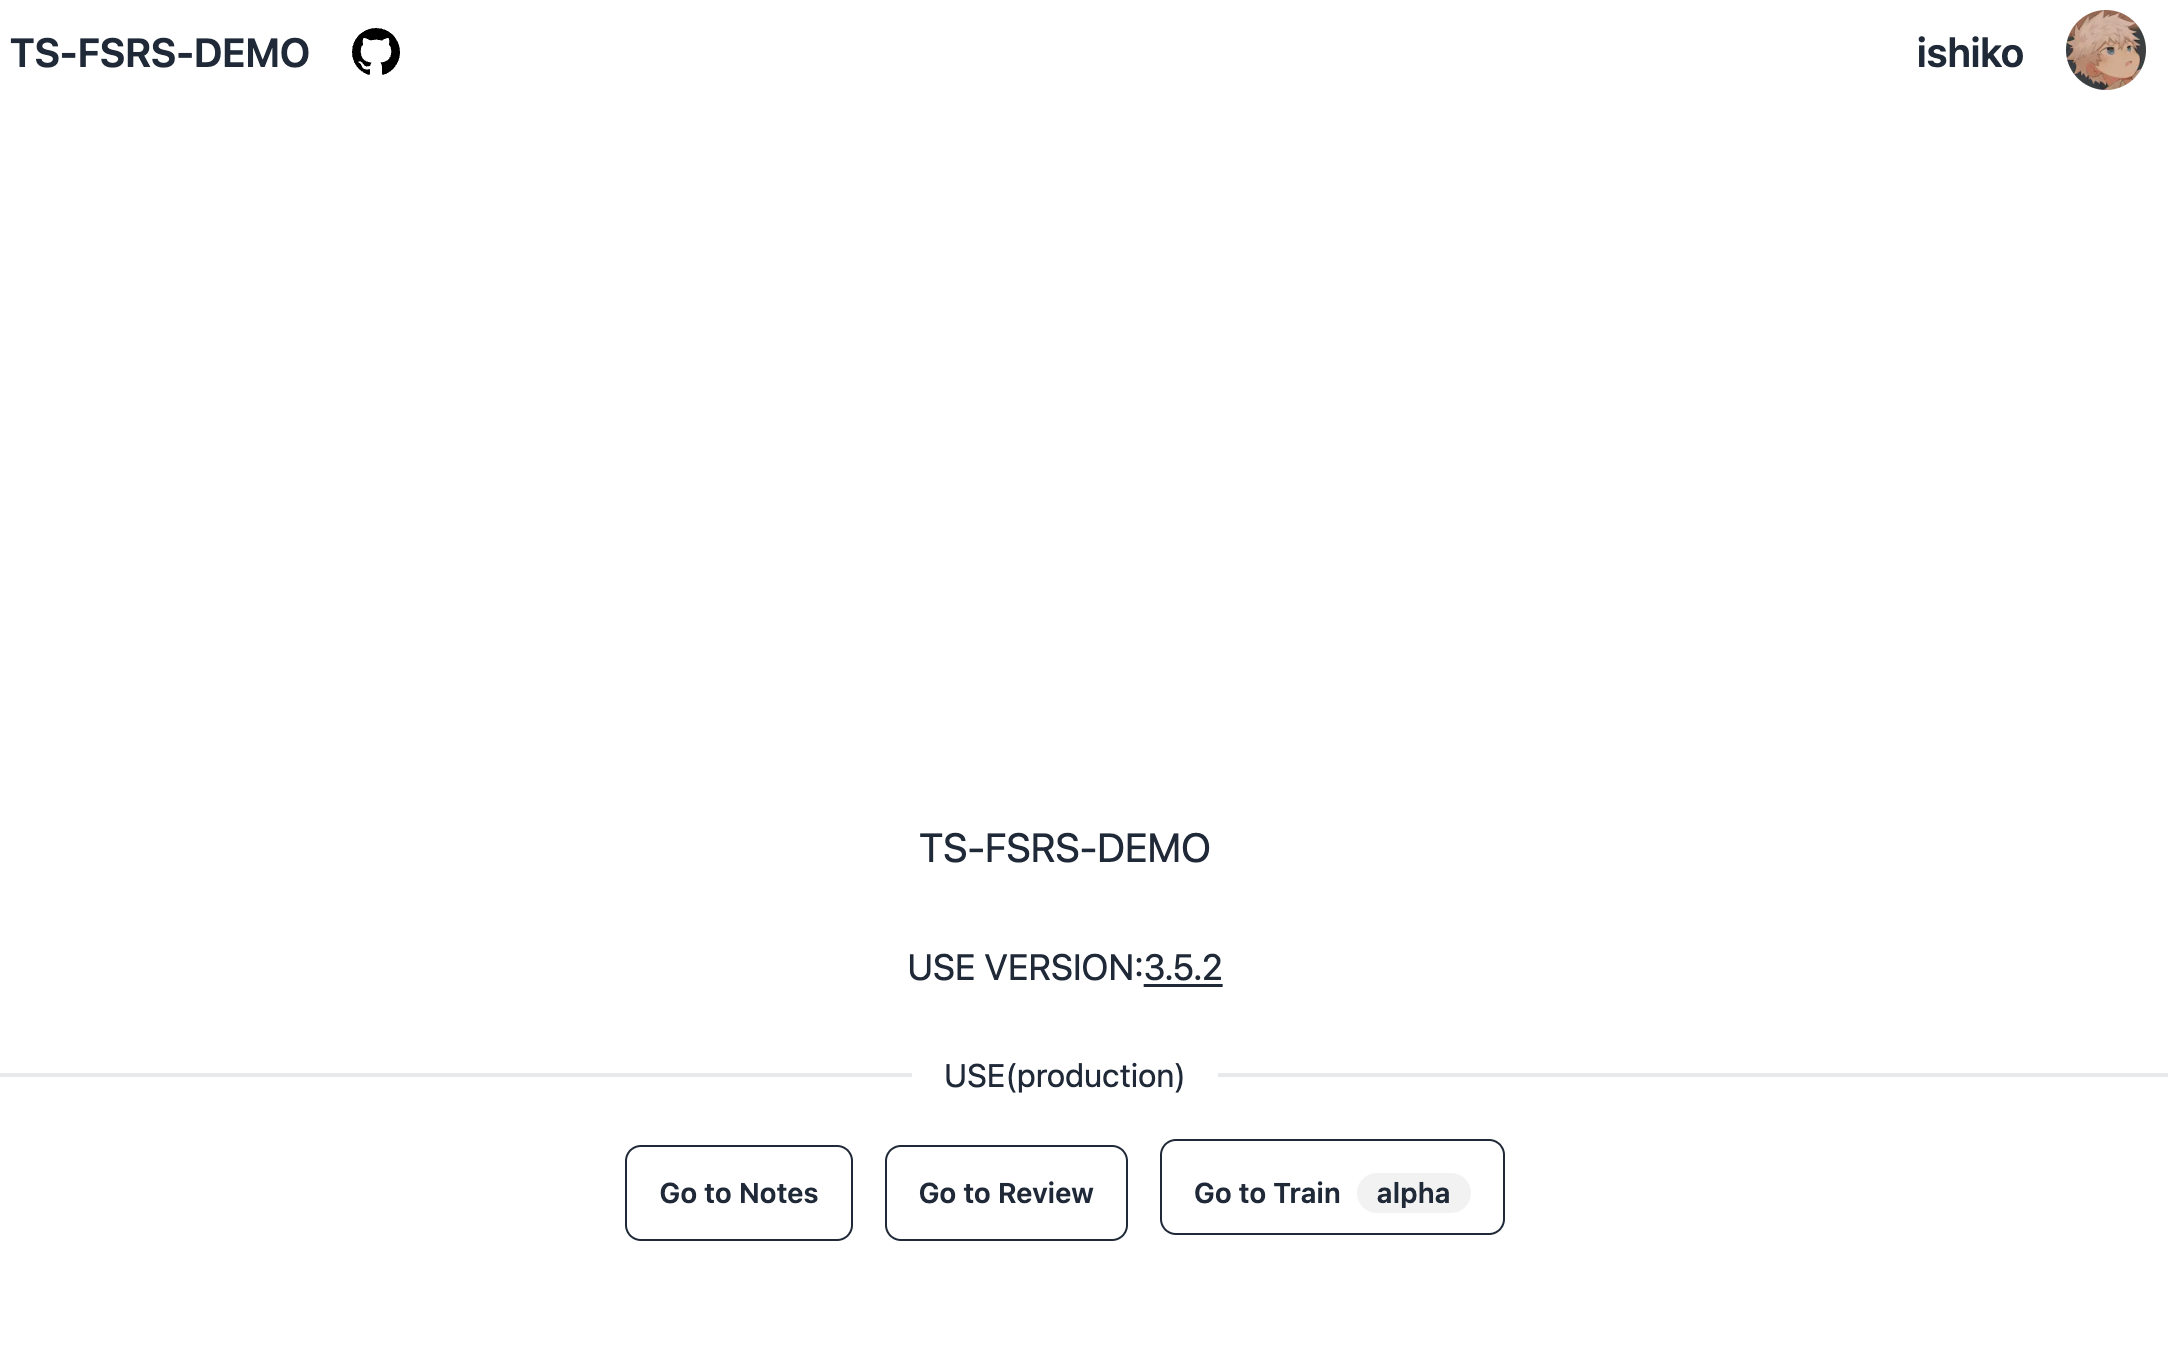 TS-FSRS-DEMO
ishiko
TS-FSRS-DEMO
USE VERSION:3.5.2
USE(production)
Go to Notes
Go to Review
Go to Train alpha